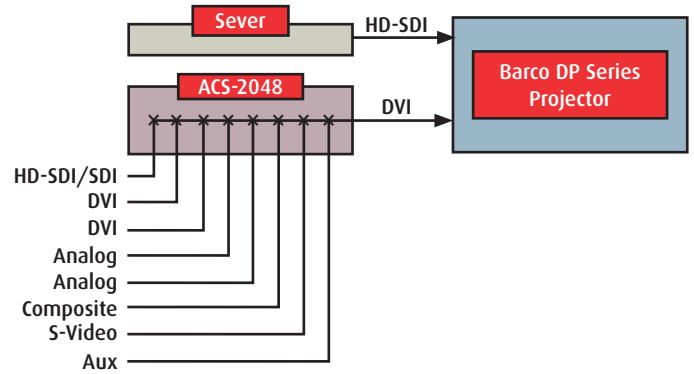 Sever
HD-SDI
ACS-2048
Barco DP Series
Projector
DVI
HD-SDI/SDI
DVI
DVI
Analog
Analog
Composite
S-Video
Aux